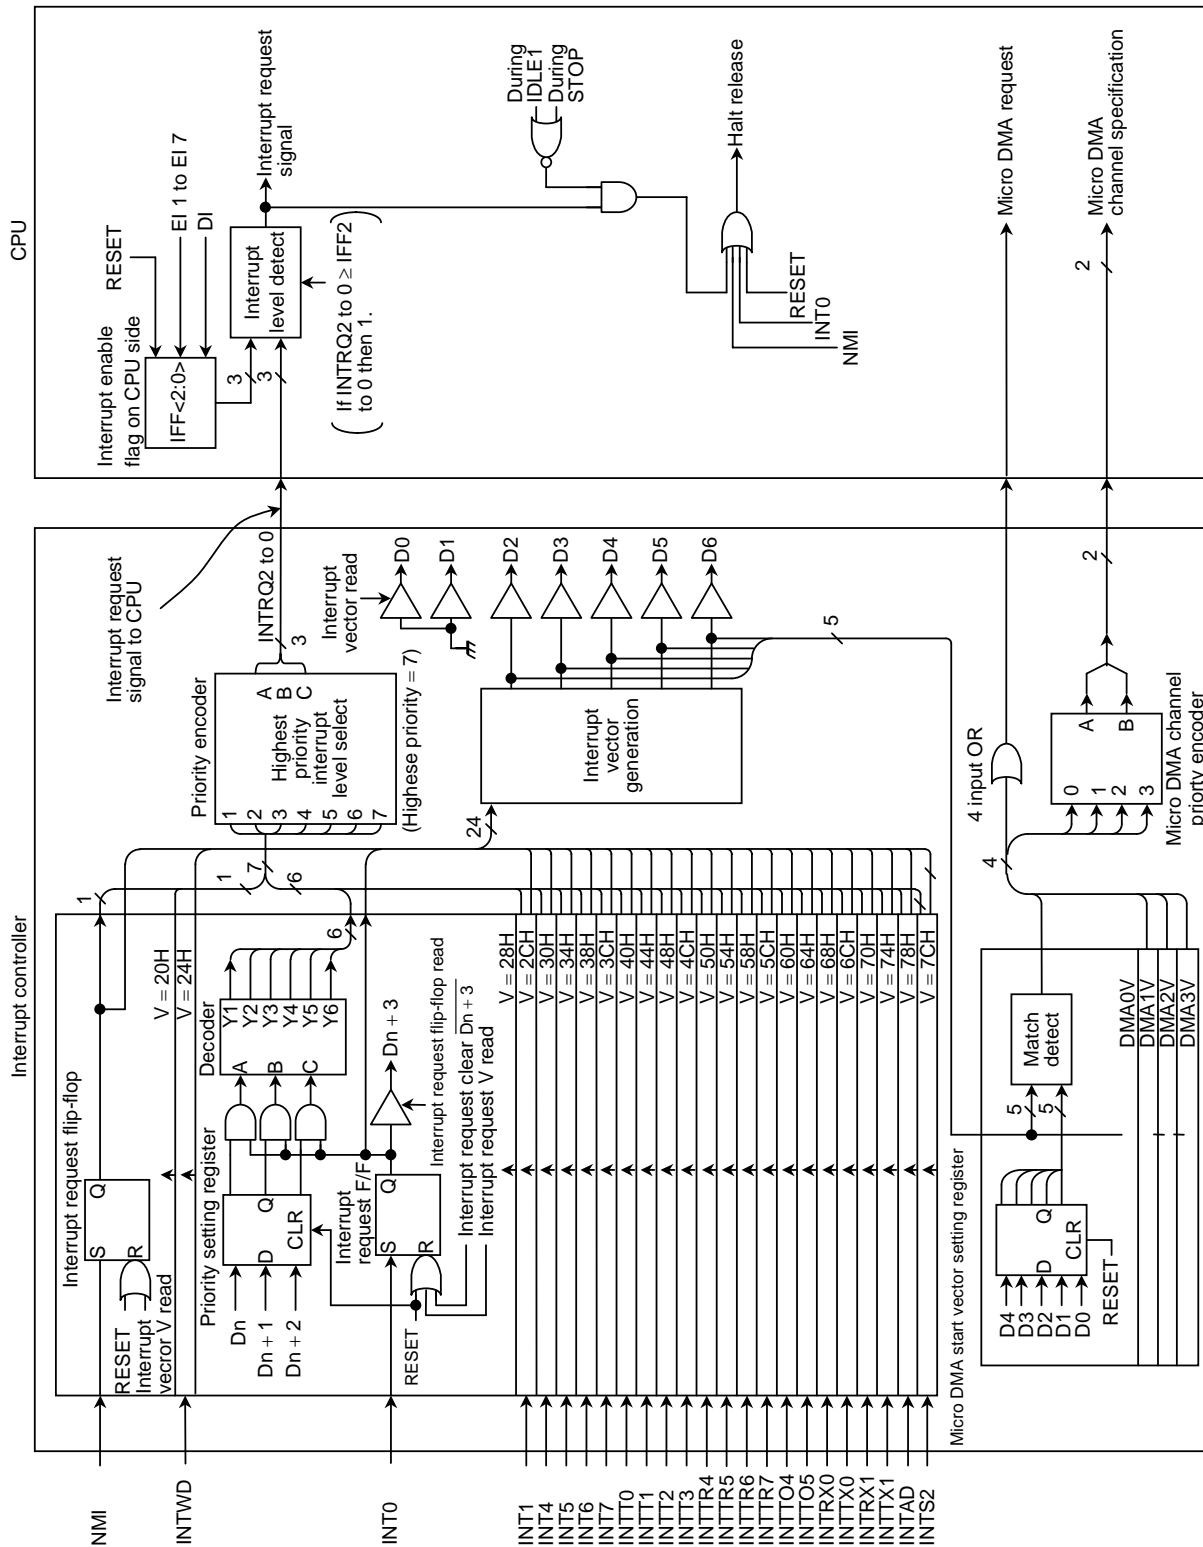 Interrupt controller
CPU
NMI
INTWD
INT0
INT1
INT4
INT5
INT6
INT7
INTT0
INTT1
INTT2
INTT3
INTTR4
INTTR5
INTTR6
INTTR7
INTTO4
INTTO5
INTRX0
INTTX0
INTRX1
INTTX1
INTAD
INTS2
Interrupt request flip-flop
S
Q
R
RESET
Interrupt
vecror V read
V = 20H
V = 24H
1
Priority setting register
Dn
Dn + 1
Dn + 2
D
Q
CLR
Decoder
A
B
C
Y1
Y2
Y3
Y4
Y5
Y6
6
Interrupt
request F/F
S
Q
R
RESET
Dn + 3
Interrupt request flip-flop read
Interrupt request clear Dn + 3
Interrupt request V read
V = 28H
V = 2CH
V = 30H
V = 34H
V = 38H
V = 3CH
V = 40H
V = 44H
V = 48H
V = 4CH
V = 50H
V = 54H
V = 58H
V = 5CH
V = 60H
V = 64H
V = 68H
V = 6CH
V = 70H
V = 74H
V = 78H
V = 7CH
1
7
6
24
Priority encoder
1
2
3
4
5
6
7
Highest
priority
interrupt
level select
A
B
C
(Highese priority = 7)
INTRQ2 to 0
3
Interrupt request
signal to CPU
Interrupt
vector read
D0
D1
D2
D3
D4
D5
D6
Interrupt
vector
generation
5
Micro DMA start vector setting register
D4
D3
D2
D1
D0
D
Q
CLR
RESET
5
5
Match
detect
DMA0V
DMA1V
DMA2V
DMA3V
4
4 input OR
0
1
2
3
A
B
Micro DMA channel
priorty encoder
2
Interrupt enable
flag on CPU side
RESET
EI 1 to EI 7
DI
IFF<2:0>
3
3
Interrupt
level detect
Interrupt request
signal
If INTRQ2 to 0 ≥ IFF2
to 0 then 1.
During
IDLE1
During
STOP
Halt release
RESET
INT0
NMI
Micro DMA request
2
Micro DMA
channel specification